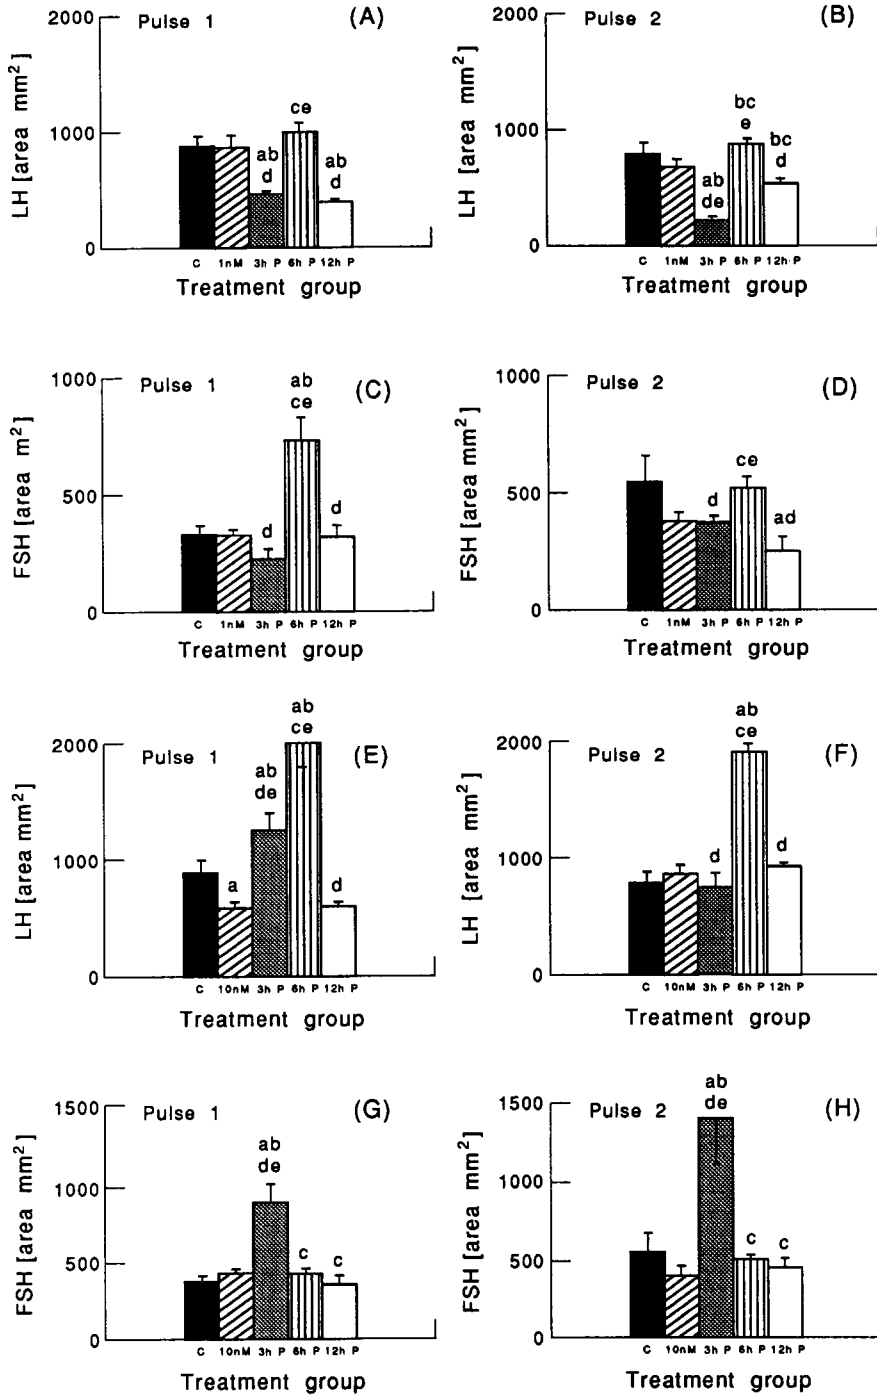 Pulse 1
(A)
LH [area mm²]
2000
1000
0
ce
ab
d
ab
d
C 1nM 3h P 6h P 12h P
Treatment group
Pulse 2
(B)
LH [area mm²]
2000
1000
0
bc
e
bc
d
ab
de
C 1nM 3h P 6h P 12h P
Treatment group
Pulse 1
(C)
FSH [area m²]
1000
500
0
ab
ce
d
d
C 1nM 3h P 6h P 12h P
Treatment group
Pulse 2
(D)
FSH [area mm²]
1000
500
0
ce
d
ad
C 1nM 3h P 6h P 12h P
Treatment group
Pulse 1
(E)
LH [area mm²]
2000
1000
0
ab
ce
ab
de
a
d
C 10nM 3h P 6h P 12h P
Treatment group
Pulse 2
(F)
LH [area mm²]
2000
1000
0
ab
ce
d
d
C 10nM 3h P 6h P 12h P
Treatment group
Pulse 1
(G)
FSH [area mm²]
1500
1000
500
0
ab
de
c
c
C 10nM 3h P 6h P 12h P
Treatment group
Pulse 2
(H)
FSH [area mm²]
1500
1000
500
0
ab
de
c
c
C 10nM 3h P 6h P 12h P
Treatment group